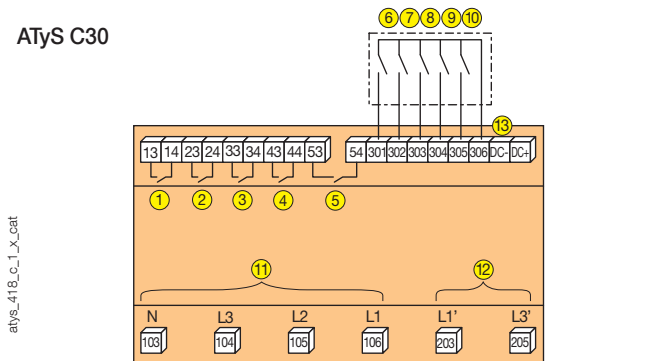 6 7 8 9 10
ATyS C30
13
13 14 23 24 33 34 43 44 53 54 301 302 303 304 305 306 DC- DC+
1 2 3 4 5
atys_418_c_1_x_cat
11 12
N L3 L2 L1 L1' L3'
103 104 105 106 203 205